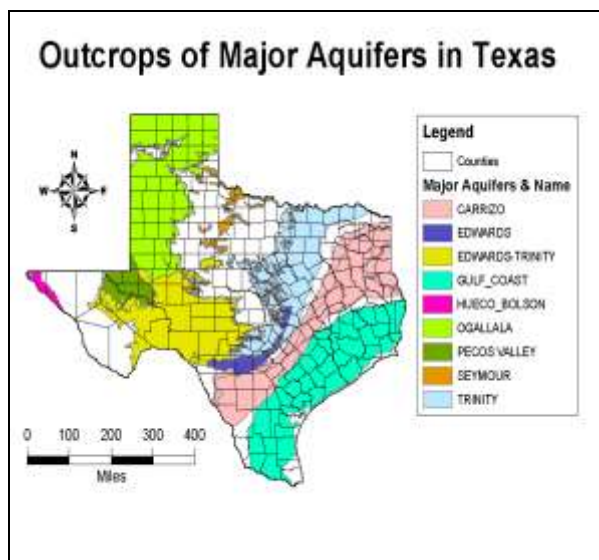 Outcrops of Major Aquifers in Texas
N
W
S
Legend
Counties
Major Aquifers & Name
CARRIZO
EDWARDS
EDWARDS-TRINITY
GULF_COAST
HUECO_BOLSON
OGALLALA
PECOS VALLEY
SEYMOUR
TRINITY
0 100 200 300 400
Miles